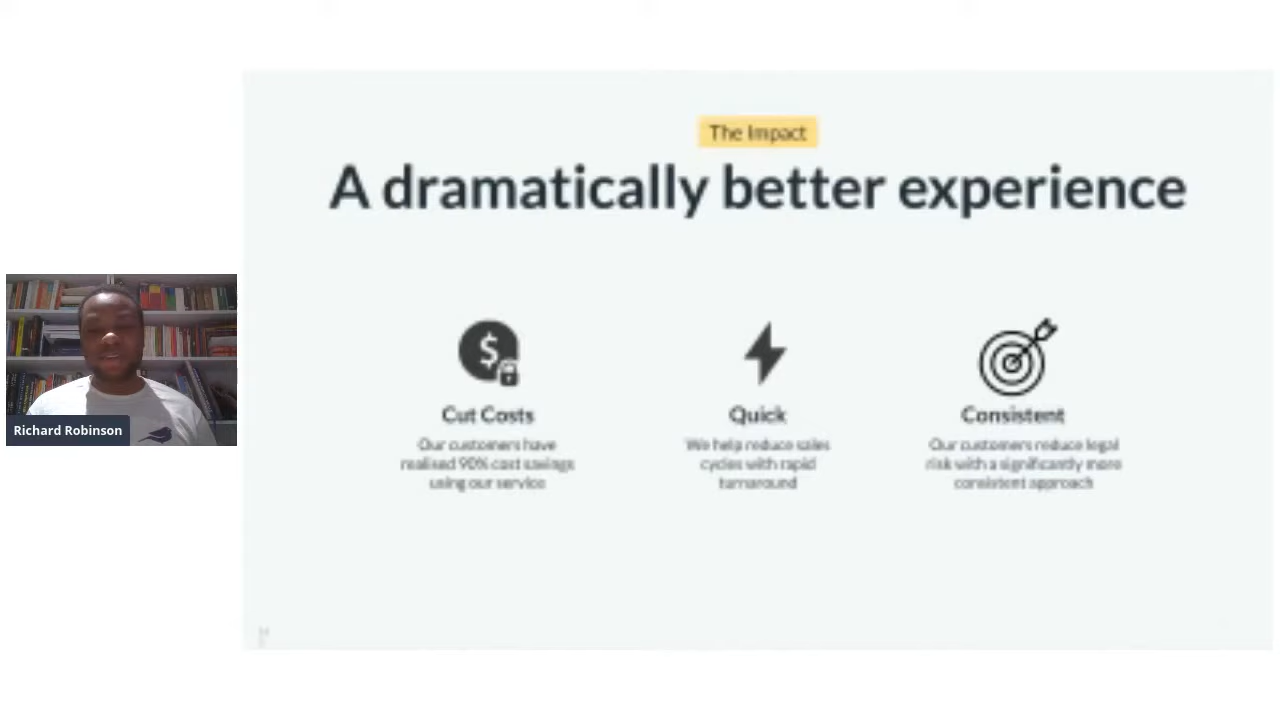 The Impact
A dramatically better experience
Cut Costs
Our customers have
realised 90% cost savings
using our service
Quick
We help reduce sales
cycles with rapid
turnaround
Consistent
Our customers reduce legal
risk with a significantly more
consistent approach
Richard Robinson